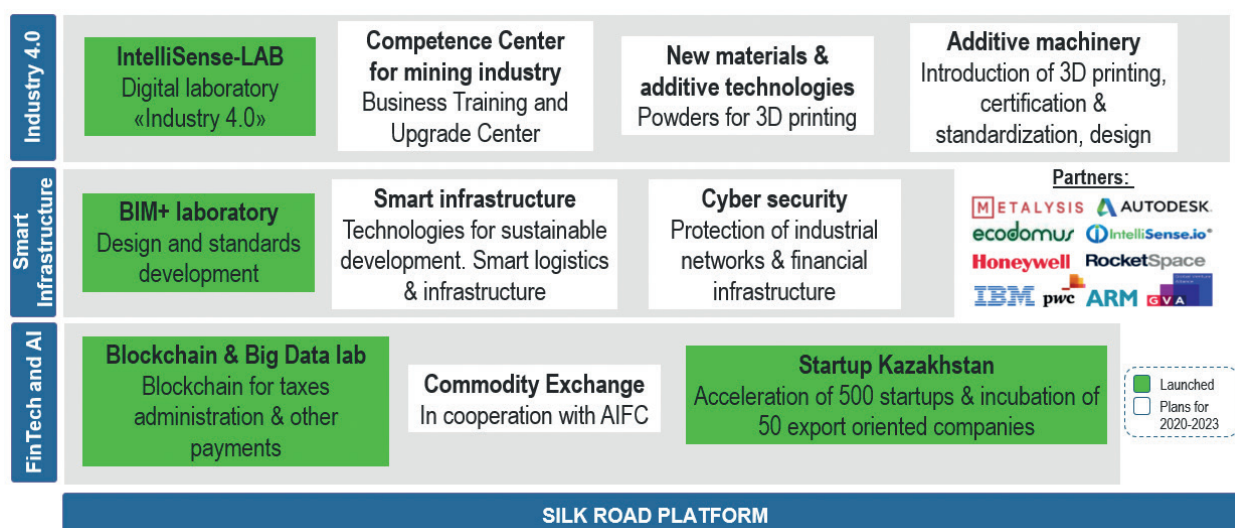 Industry 4.0
IntelliSense-LAB
Digital laboratory
«Industry 4.0»
Competence Center
for mining industry
Business Training and
Upgrade Center
New materials &
additive technologies
Powders for 3D printing
Additive machinery
Introduction of 3D printing,
certification &
standardization, design
Smart
Infrastructure
BIM+ laboratory
Design and standards
development
Smart infrastructure
Technologies for sustainable
development. Smart logistics
& infrastructure
Cyber security
Protection of industrial
networks & financial
infrastructure
Partners:
METALYSIS
AUTODESK.
ecodomus
IntelliSense.io
Honeywell
RocketSpace
IBM
pwc
ARM
GVA
FinTech and AI
Blockchain & Big Data lab
Blockchain for taxes
administration & other
payments
Commodity Exchange
In cooperation with AIFC
Startup Kazakhstan
Acceleration of 500 startups & incubation of
50 export oriented companies
Launched
Plans for
2020-2023
SILK ROAD PLATFORM